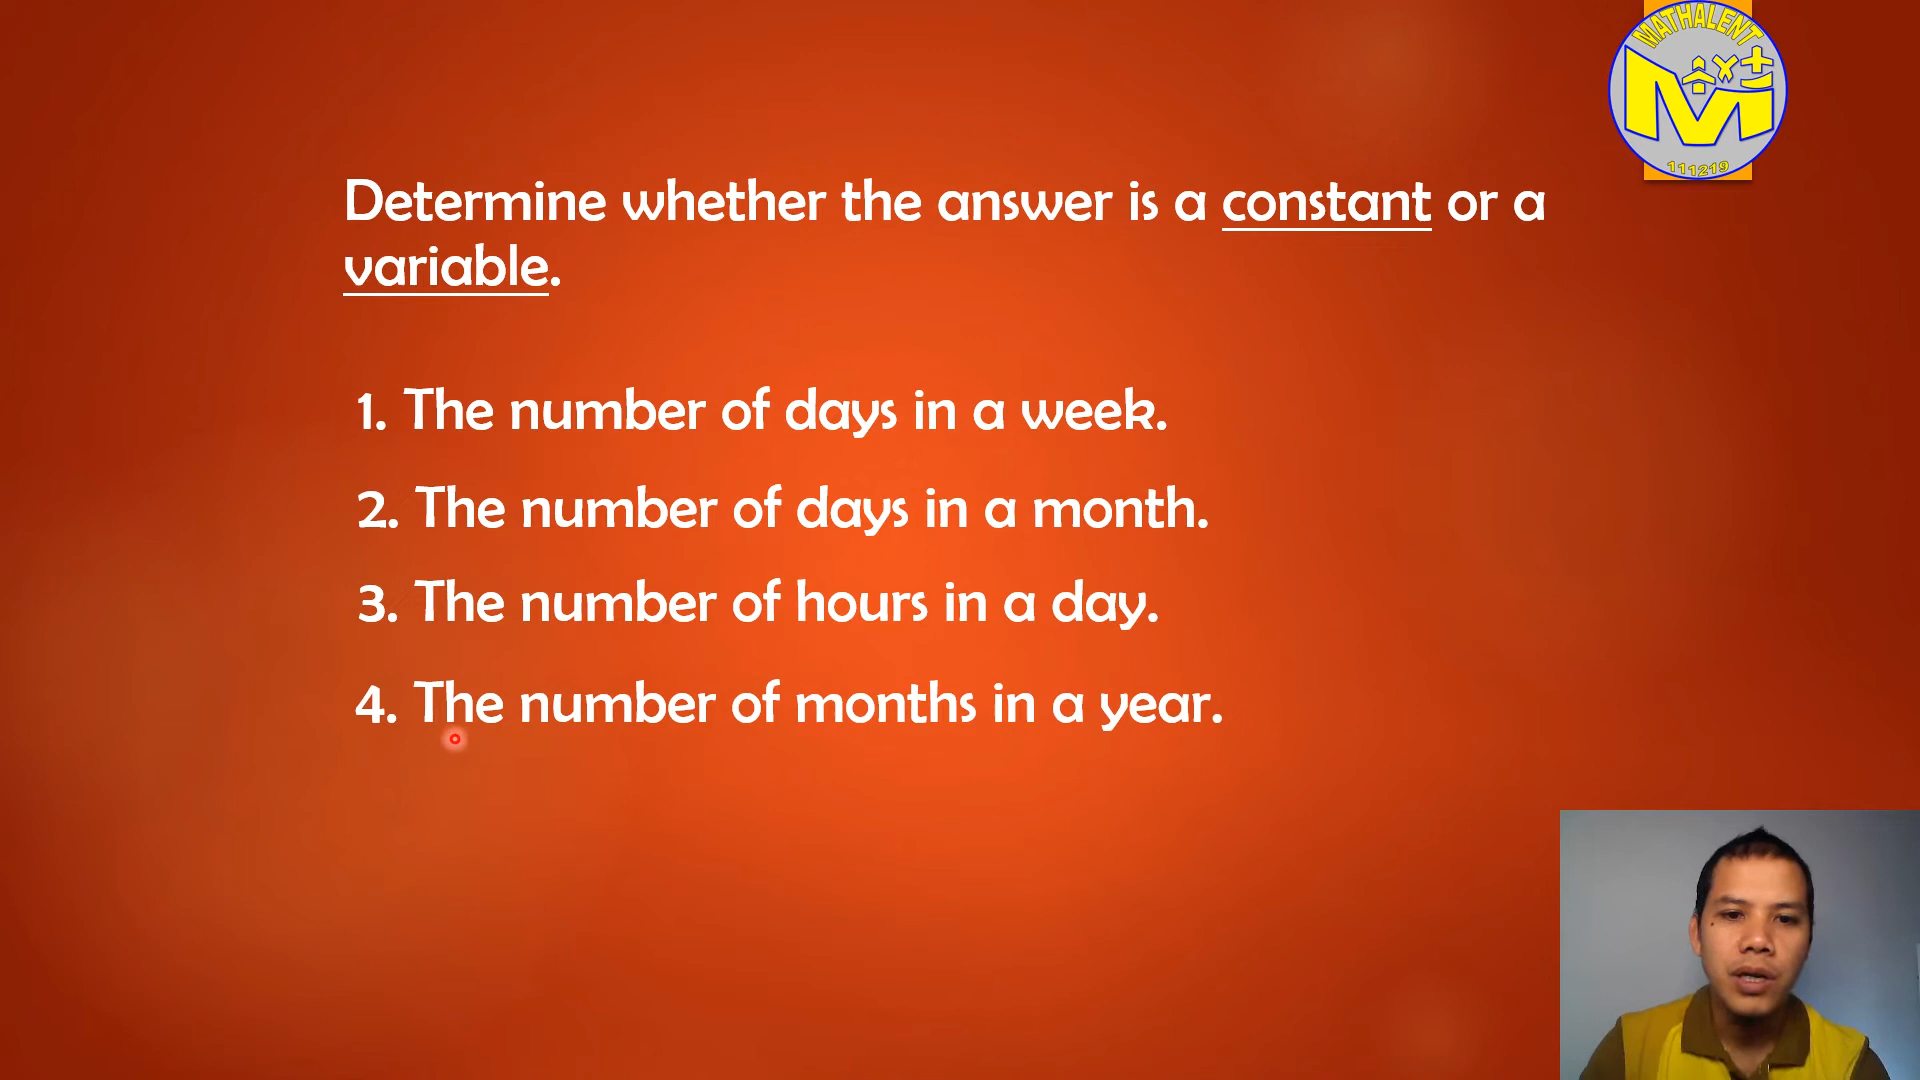 MATHALENT
111219
Determine whether the answer is a constant or a
variable.
1. The number of days in a week.
2. The number of days in a month.
3. The number of hours in a day.
4. The number of months in a year.